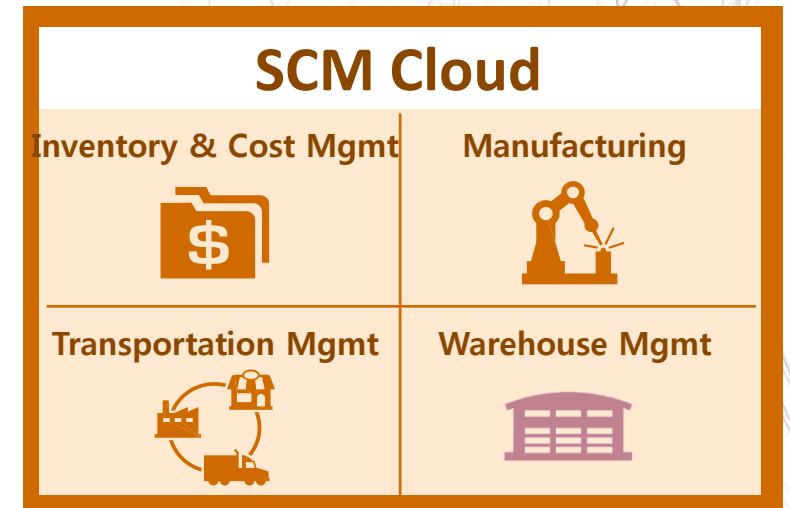 SCM Cloud
Inventory & Cost Mgmt
Manufacturing
$
Transportation Mgmt
Warehouse Mgmt